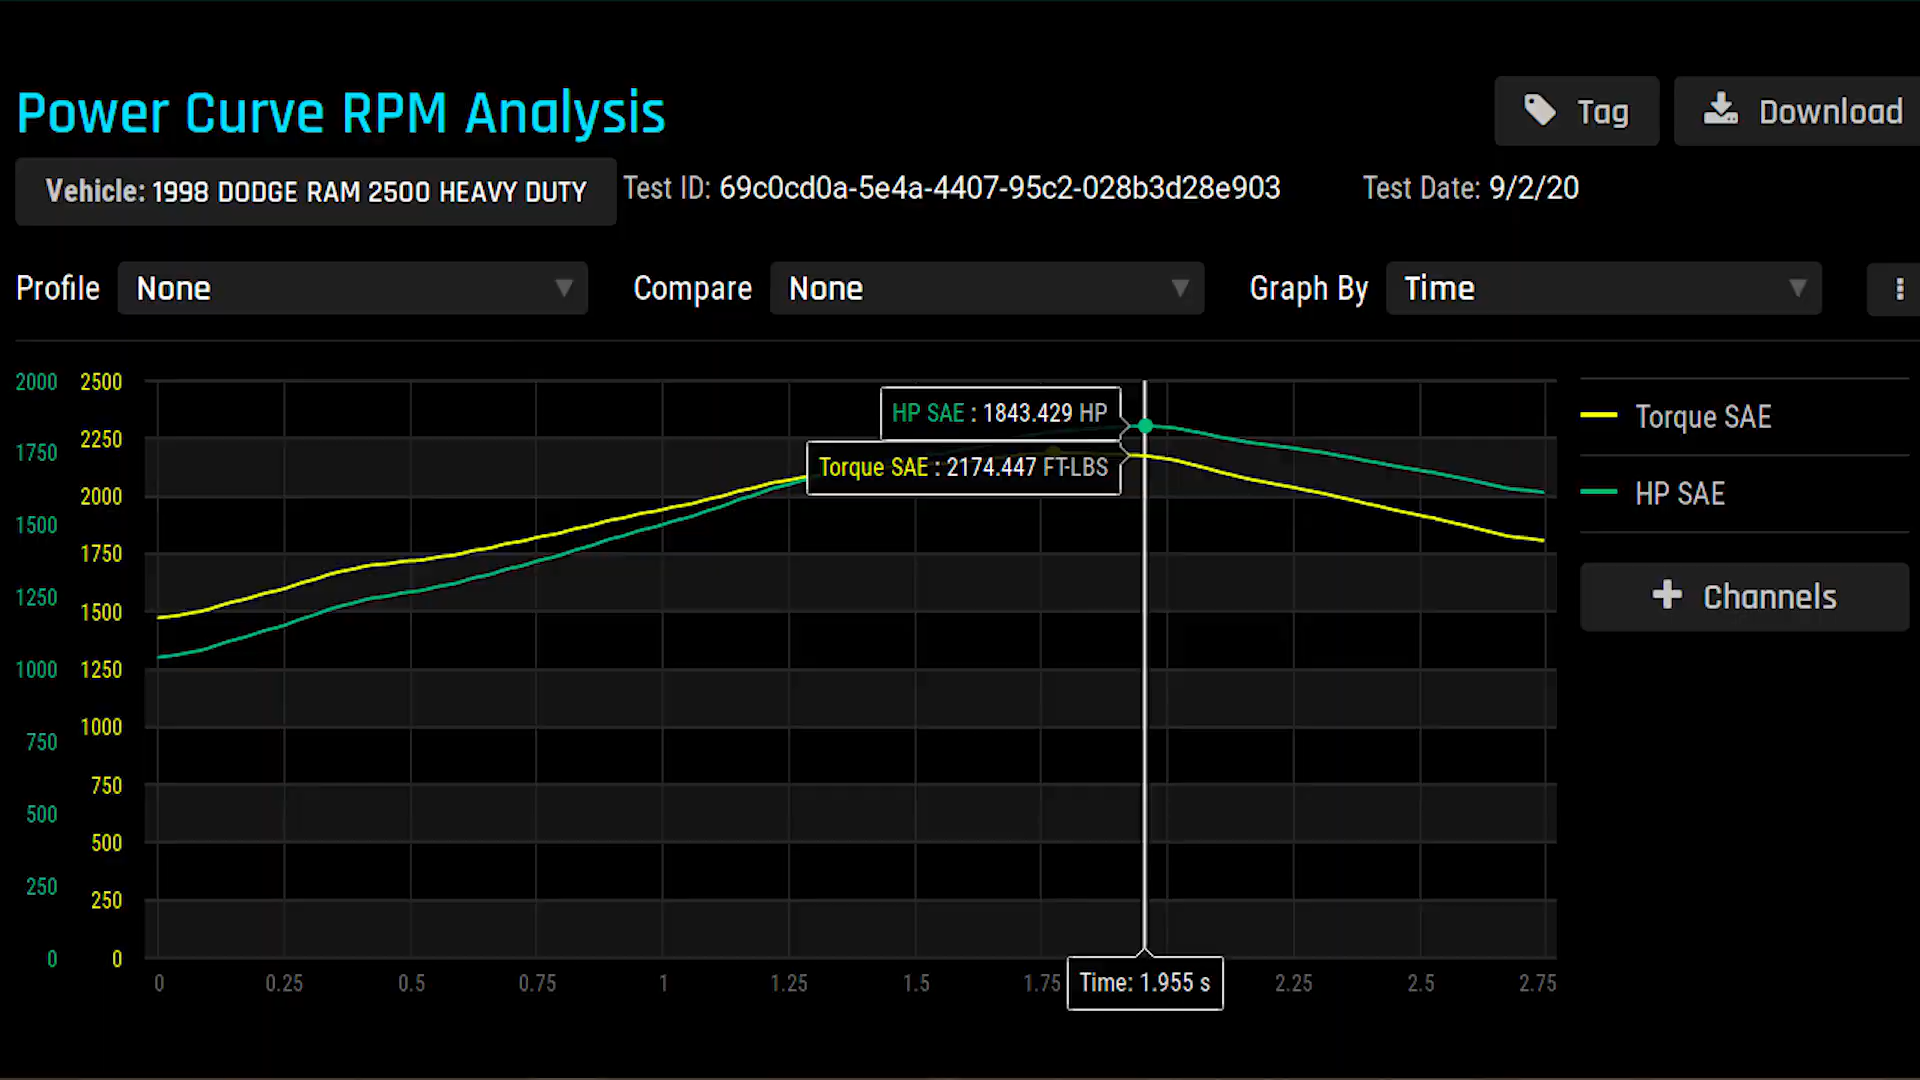 Power Curve RPM Analysis
Tag
Download
Vehicle: 1998 DODGE RAM 2500 HEAVY DUTY
Test ID: 69c0cd0a-5e4a-4407-95c2-028b3d28e903
Test Date: 9/2/20
Profile None
Compare None
Graph By Time
2000 2500
2250
1750
2000
1500
1750
1250
1500
1000 1250
1000
750
750
500
500
250
250
0 0
HP SAE : 1843.429 HP
Torque SAE : 2174.447 FT-LBS
Torque SAE
HP SAE
Channels
0 0.25 0.5 0.75 1 1.25 1.5 1.75 2.25 2.5 2.75
Time: 1.955 s